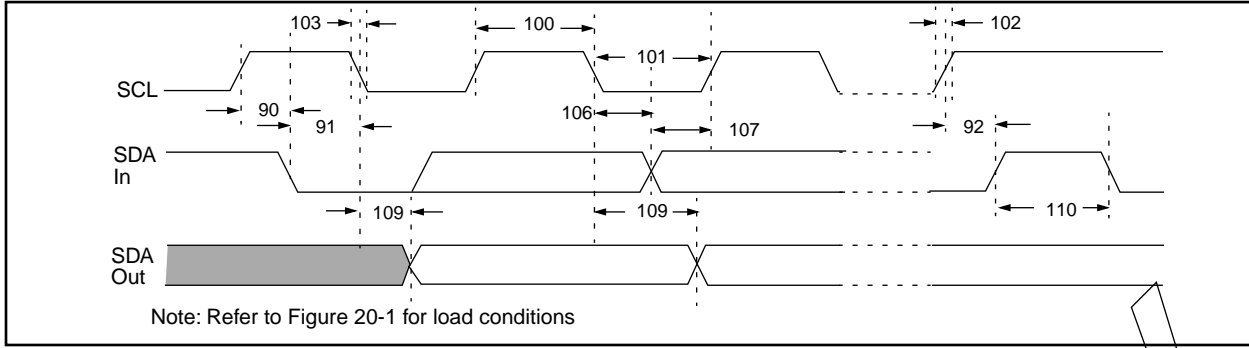 103
100
102
101
SCL
90
106
91
107
92
SDA
In
109
109
110
SDA
Out
Note: Refer to Figure 20-1 for load conditions